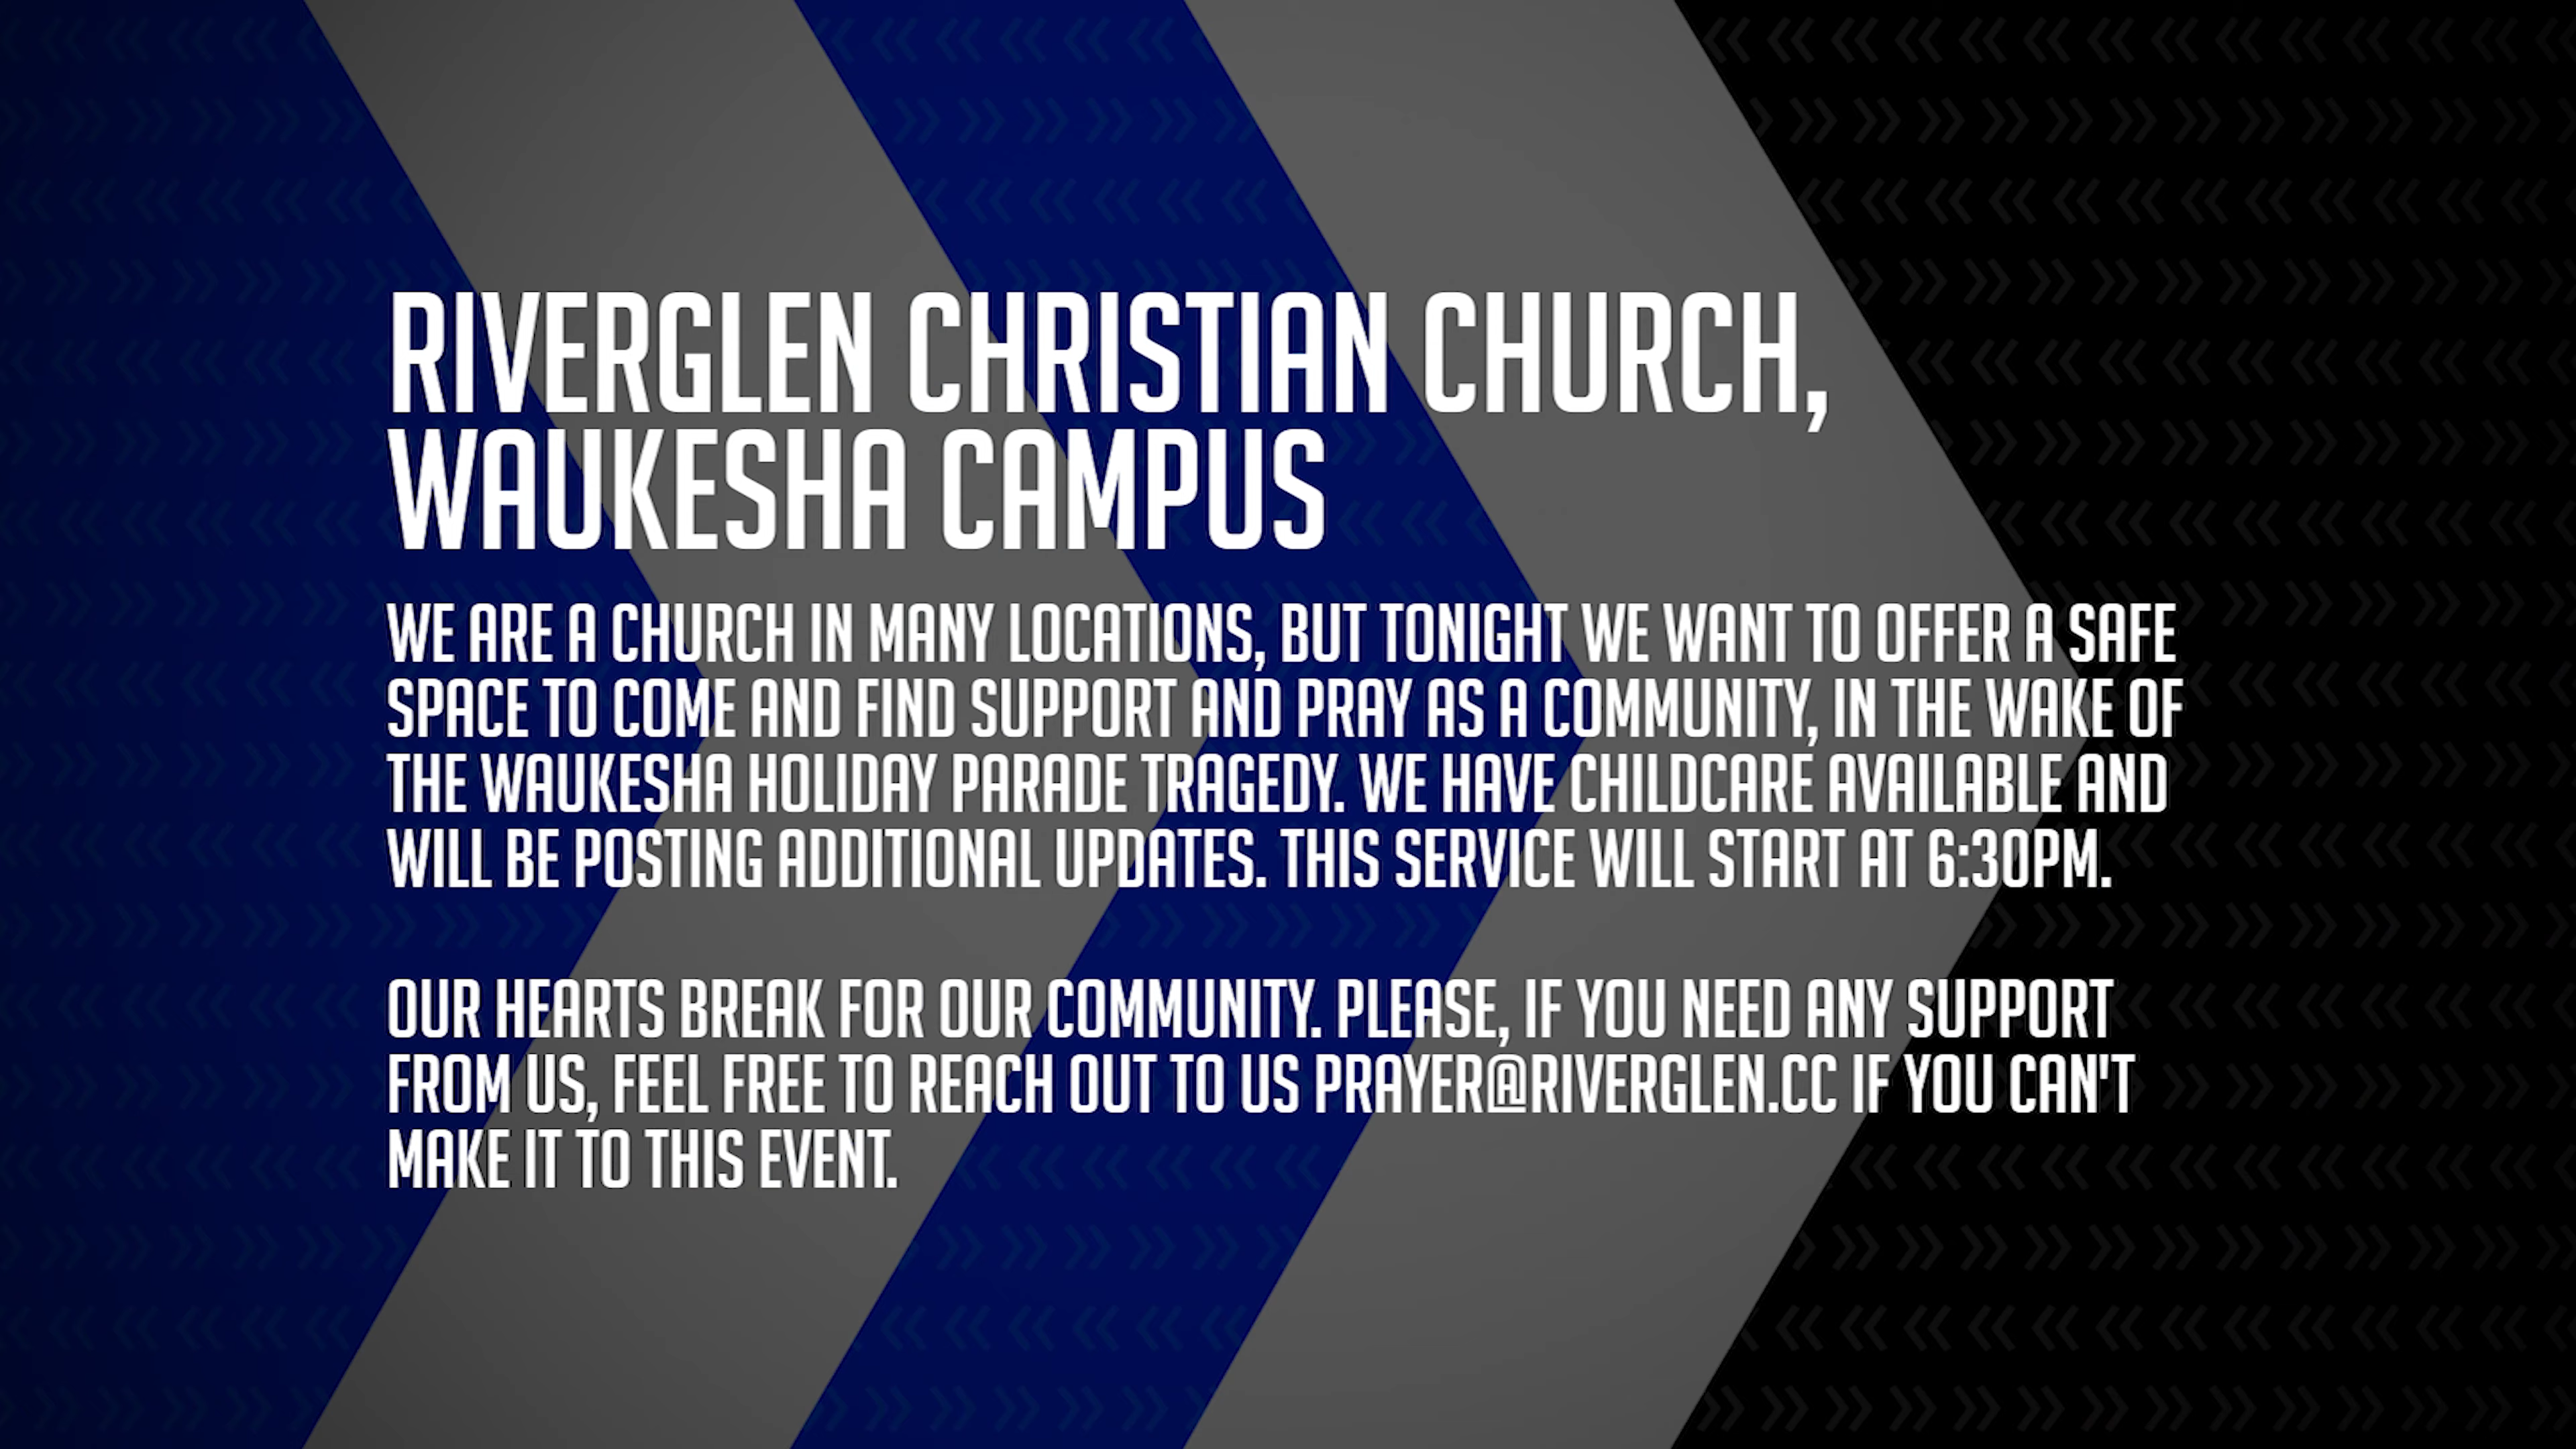 RIVERGLEN CHRISTIAN CHURCH,
WAUKESHA CAMPUS
WE ARE A CHURCH IN MANY LOCATIONS, BUT TONIGHT WE WANT TO OFFER A SAFE
SPACE TO COME AND FIND SUPPORT AND PRAY AS A COMMUNITY, IN THE WAKE OF
THE WAUKESHA HOLIDAY PARADE TRAGEDY. WE HAVE CHILDCARE AVAILABLE AND
WILL BE POSTING ADDITIONAL UPDATES. THIS SERVICE WILL START AT 6:30PM.
OUR HEARTS BREAK FOR OUR COMMUNITY. PLEASE, IF YOU NEED ANY SUPPORT
FROM US, FEEL FREE TO REACH OUT TO US PRAYER@RIVERGLEN.CC IF YOU CAN'T
MAKE IT TO THIS EVENT.